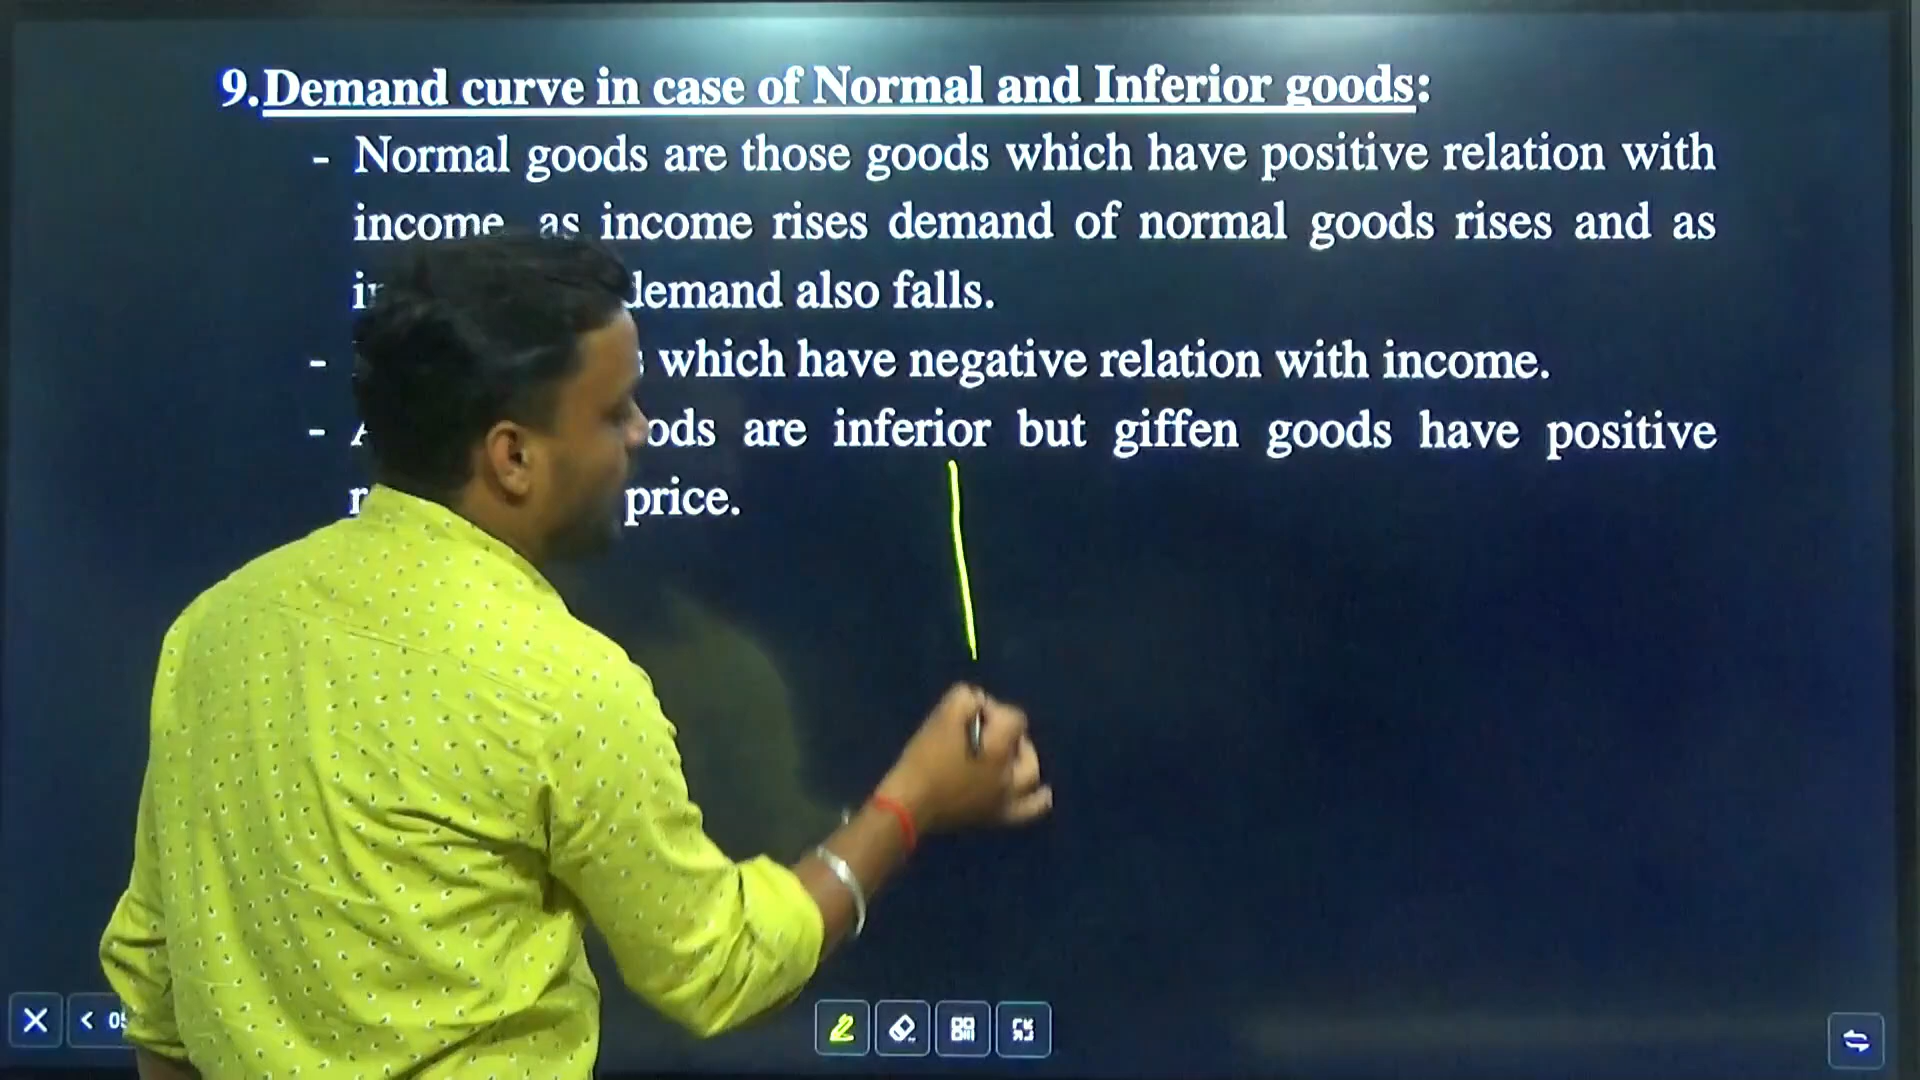 9. Demand curve in case of Normal and Inferior goods:
- Normal goods are those goods which have positive relation with
income as income rises demand of normal goods rises and as
demand also falls.
- which have negative relation with income.
- are inferior but giffen goods have positive
price.